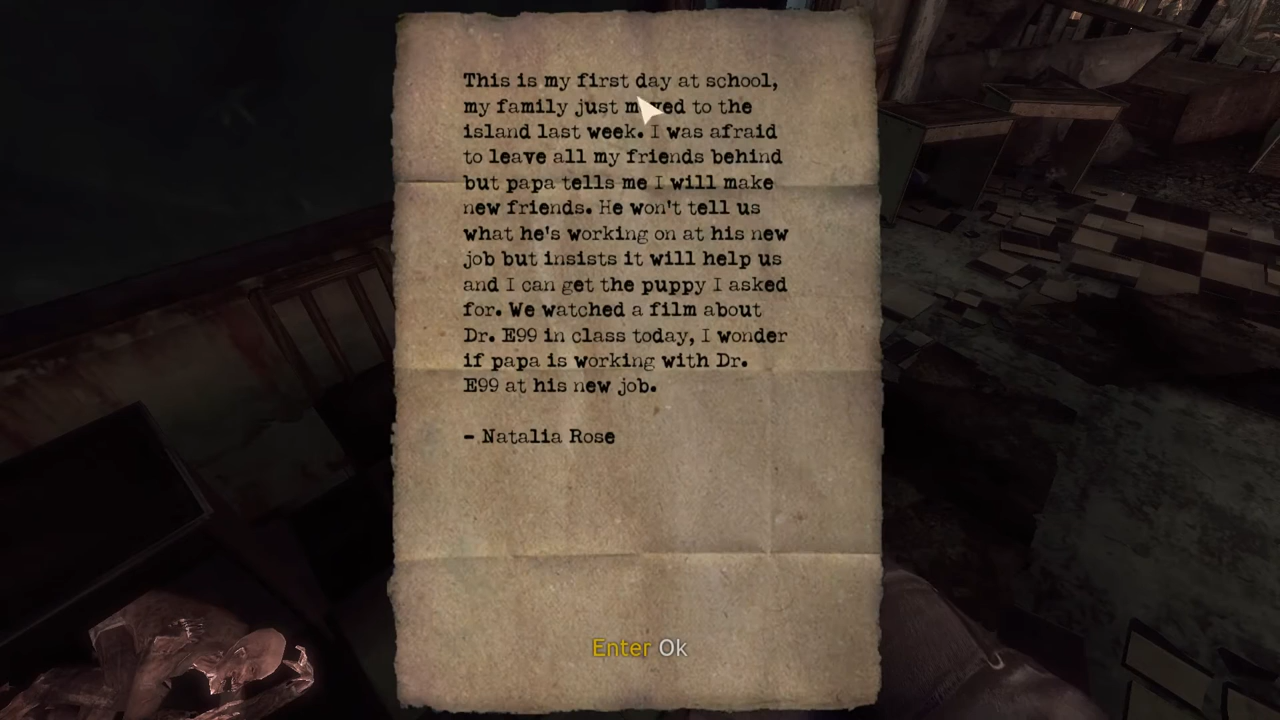 This is my first day at school,
my family just moved to the
island last week. I was afraid
to leave all my friends behind
but papa tells me I will make
new friends. He won't tell us
what he's working on at his new
job but insists it will help us
and I can get the puppy I asked
for. We watched a film about
Dr. E99 in class today, I wonder
if papa is working with Dr.
E99 at his new job.
- Natalia Rose
Enter Ok